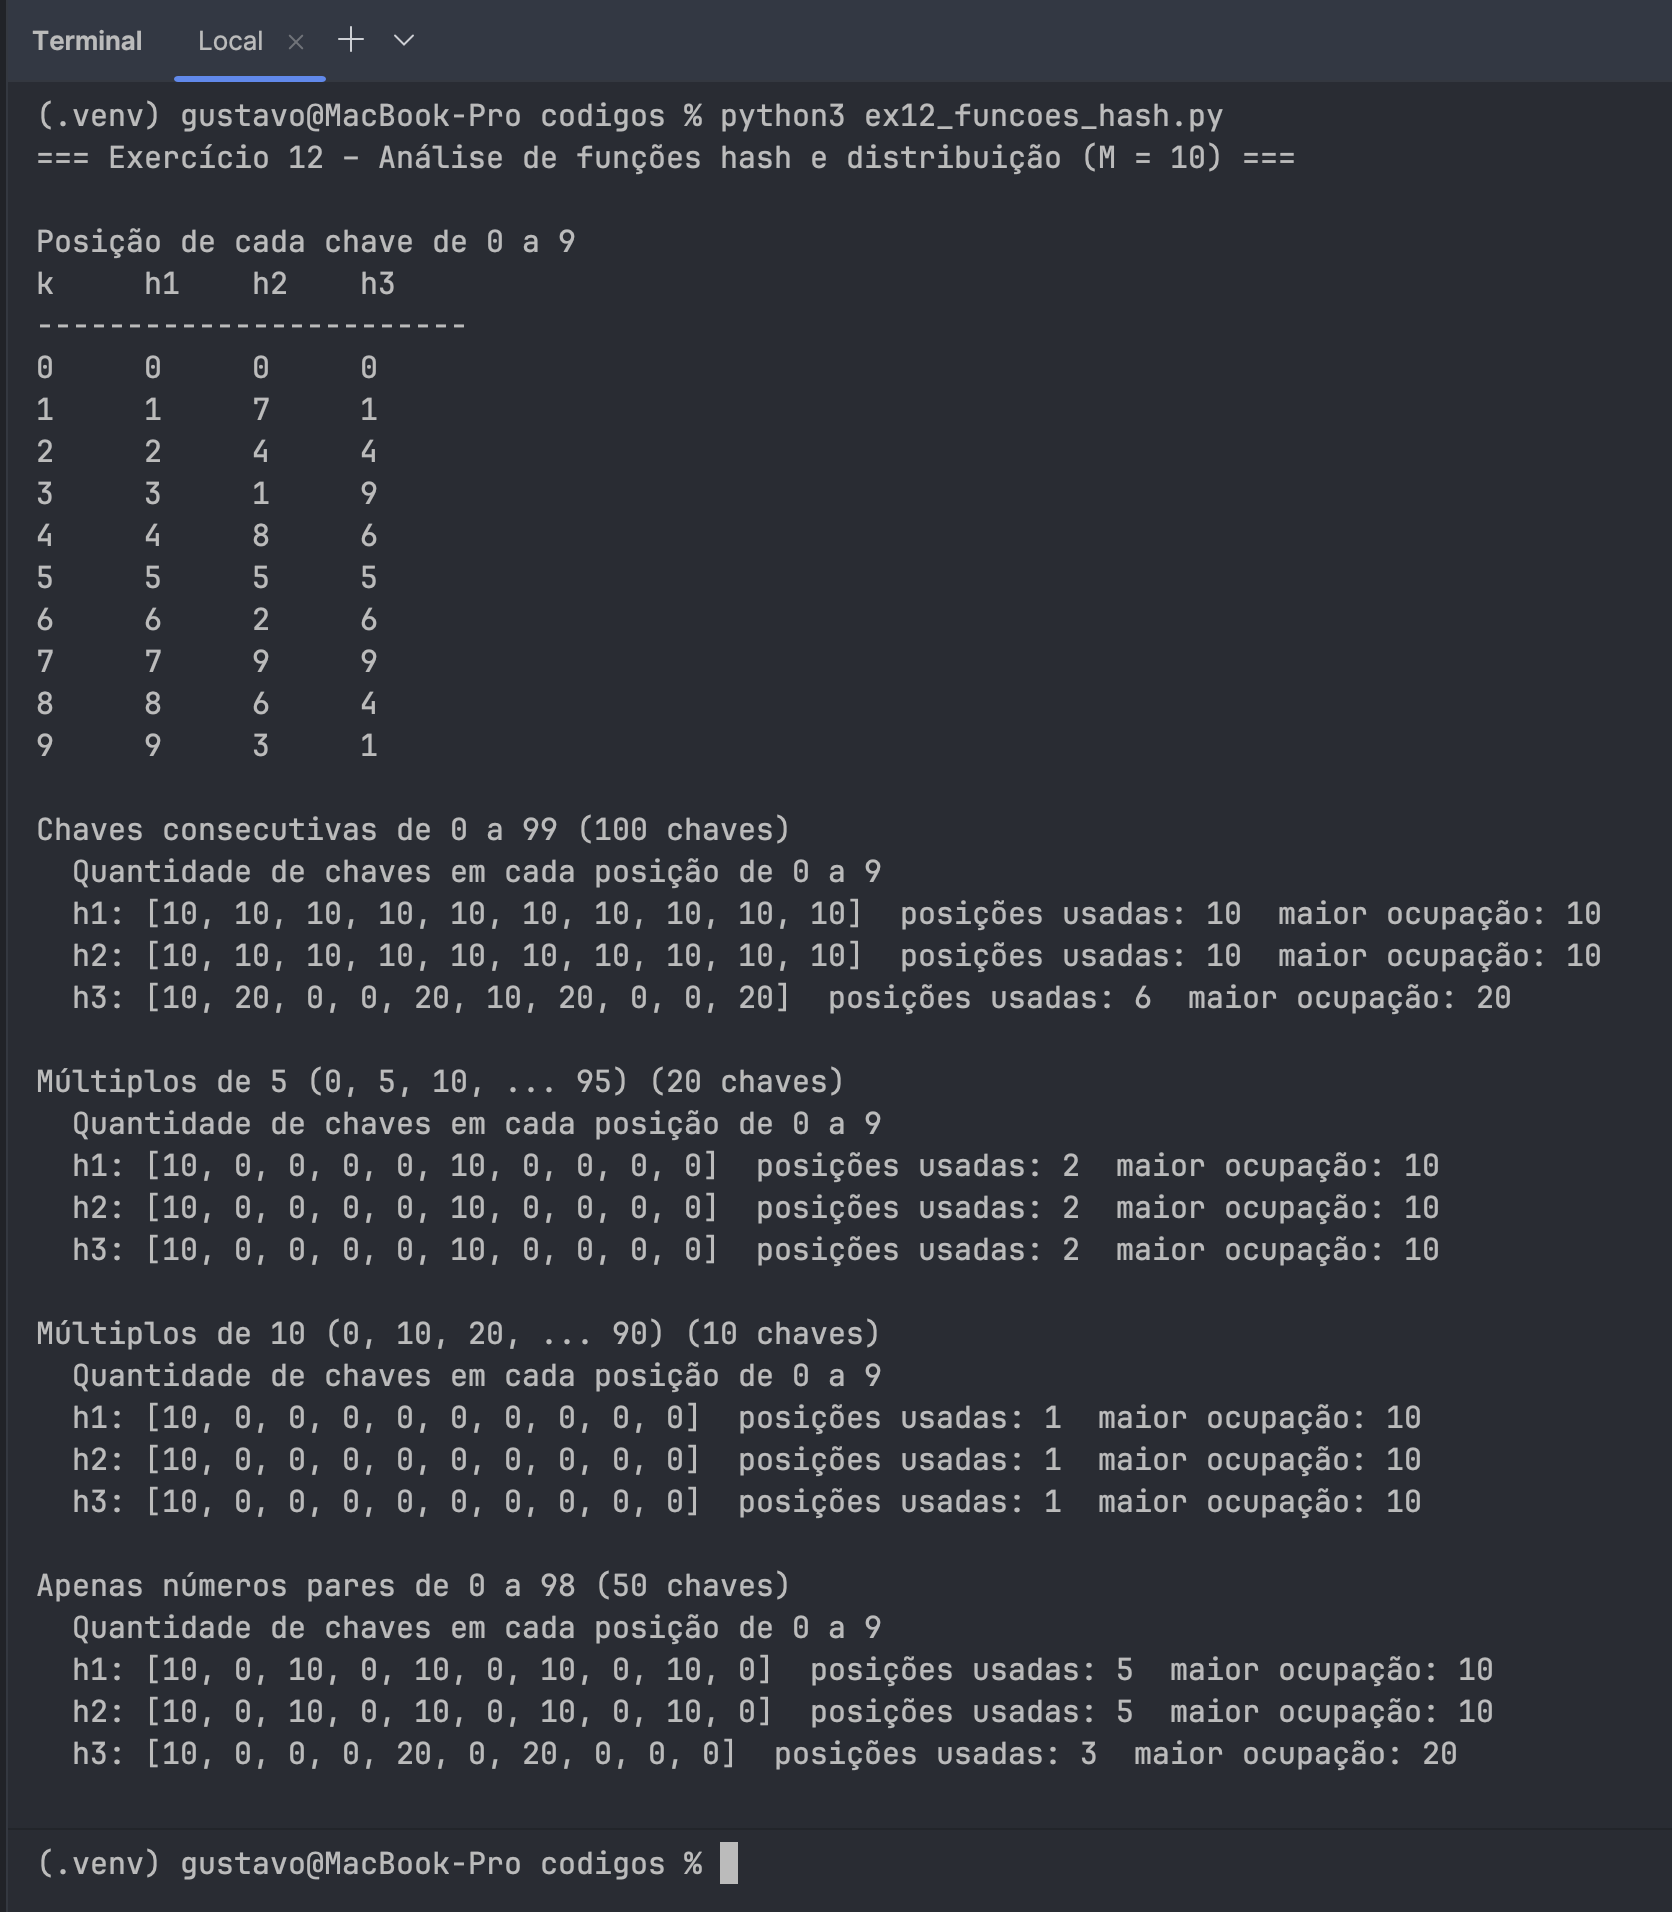 Terminal Local
(.venv) gustavo@MacBook-Pro codigos % python3 ex12_funcoes_hash.py
=== Exercício 12 – Análise de funções hash e distribuição (M = 10) ===
Posição de cada chave de 0 a 9
k h1 h2 h3
------------------------
0 0 0 0
1 1 7 1
2 2 4 4
3 3 1 9
4 4 8 6
5 5 5 5
6 6 2 6
7 7 9 9
8 8 6 4
9 9 3 1
Chaves consecutivas de 0 a 99 (100 chaves)
Quantidade de chaves em cada posição de 0 a 9
h1: [10, 10, 10, 10, 10, 10, 10, 10, 10, 10] posições usadas: 10 maior ocupação: 10
h2: [10, 10, 10, 10, 10, 10, 10, 10, 10, 10] posições usadas: 10 maior ocupação: 10
h3: [10, 20, 0, 0, 20, 10, 20, 0, 0, 20] posições usadas: 6 maior ocupação: 20
Múltiplos de 5 (0, 5, 10, ... 95) (20 chaves)
Quantidade de chaves em cada posição de 0 a 9
h1: [10, 0, 0, 0, 0, 10, 0, 0, 0, 0] posições usadas: 2 maior ocupação: 10
h2: [10, 0, 0, 0, 0, 10, 0, 0, 0, 0] posições usadas: 2 maior ocupação: 10
h3: [10, 0, 0, 0, 0, 10, 0, 0, 0, 0] posições usadas: 2 maior ocupação: 10
Múltiplos de 10 (0, 10, 20, ... 90) (10 chaves)
Quantidade de chaves em cada posição de 0 a 9
h1: [10, 0, 0, 0, 0, 0, 0, 0, 0, 0] posições usadas: 1 maior ocupação: 10
h2: [10, 0, 0, 0, 0, 0, 0, 0, 0, 0] posições usadas: 1 maior ocupação: 10
h3: [10, 0, 0, 0, 0, 0, 0, 0, 0, 0] posições usadas: 1 maior ocupação: 10
Apenas números pares de 0 a 98 (50 chaves)
Quantidade de chaves em cada posição de 0 a 9
h1: [10, 0, 10, 0, 10, 0, 10, 0, 10, 0] posições usadas: 5 maior ocupação: 10
h2: [10, 0, 10, 0, 10, 0, 10, 0, 10, 0] posições usadas: 5 maior ocupação: 10
h3: [10, 0, 0, 0, 20, 0, 20, 0, 0, 0] posições usadas: 3 maior ocupação: 20
(.venv) gustavo@MacBook-Pro codigos %